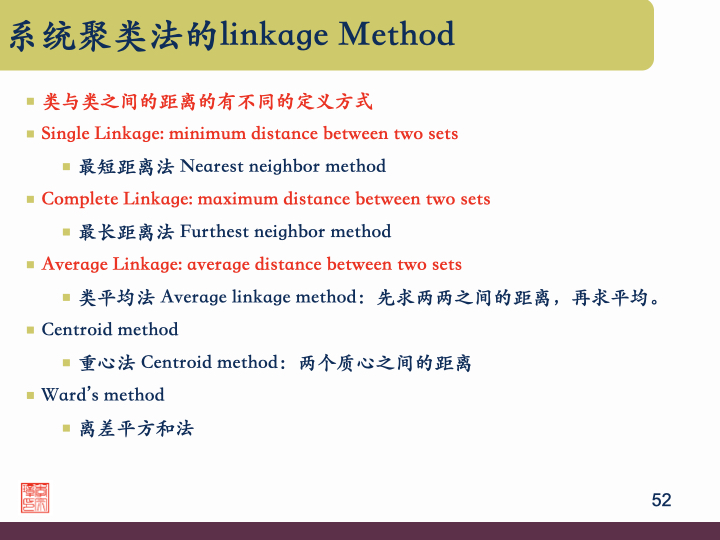 系统聚类法的linkage Method
类与类之间的距离的有不同的定义方式
Single Linkage: minimum distance between two sets
最短距离法 Nearest neighbor method
Complete Linkage: maximum distance between two sets
最长距离法 Furthest neighbor method
Average Linkage: average distance between two sets
类平均法 Average linkage method：先求两两之间的距离，再求平均。
Centroid method
重心法 Centroid method：两个质心之间的距离
Ward's method
离差平方和法
52